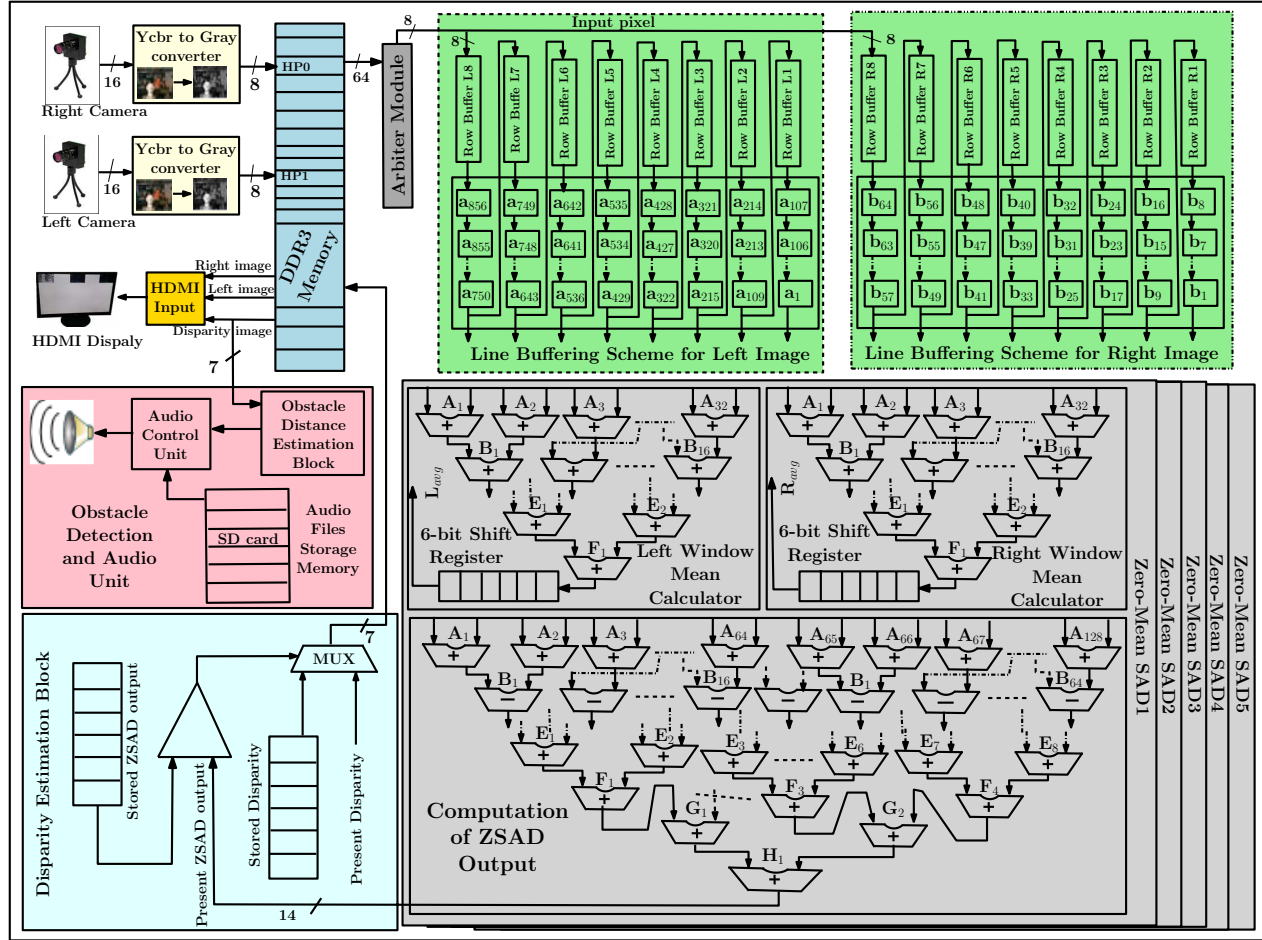 Ycbr to Gray
converter
16
8
Right Camera
Ycbr to Gray
converter
16
8
Left Camera
HP0
HP1
DDR3
Memory
64
Arbiter Module
8
Input pixel
8
8
Row Buffer L8
Row Buffe L7
Row Buffer L6
Row Buffer L5
Row Buffer L4
Row Buffer L3
Row Buffer L2
Row Buffer L1
a856 a749 a642 a535 a428 a321 a214 a107
a855 a748 a641 a534 a427 a320 a213 a106
a750 a643 a536 a429 a322 a215 a109 a1
Line Buffering Scheme for Left Image
Row Buffer R8
Row Buffer R7
Row Buffer R6
Row Buffer R5
Row Buffer R4
Row Buffer R3
Row Buffer R2
Row Buffer R1
b64 b56 b48 b40 b32 b24 b16 b8
b63 b55 b47 b39 b31 b23 b15 b7
b57 b49 b41 b33 b25 b17 b9 b1
Line Buffering Scheme for Right Image
Right image
Left image
Disparity image
HDMI
Input
HDMI Dispaly
7
Audio
Control
Unit
Obstacle
Distance
Estimation
Block
SD card
Audio
Files
Storage
Memory
Obstacle
Detection
and Audio
Unit
A1 A2 A3 A32
+ + + +
B1 B16
+ + +
E1 E2
+ +
F1
+
Lavg
6-bit Shift
Register
Left Window
Mean
Calculator
A1 A2 A3 A32
+ + + +
B1 B16
+ + +
E1 E2
+ +
F1
+
Ravg
6-bit Shift
Register
Right Window
Mean
Calculator
Zero-Mean SAD1
Zero-Mean SAD2
Zero-Mean SAD3
Zero-Mean SAD4
Zero-Mean SAD5
A1 A2 A3 A64 A65 A66 A67 A128
+ + + + + + + +
B1 B16 B1 B64
− − − − − − −
E1 E2 E3 E6 E7 E8
+ + + + + +
F1 F3 F4
+ + +
G1 G2
+ +
H1
+
Computation
of ZSAD
Output
Disparity Estimation Block
Stored ZSAD output
Present ZSAD output
Stored Disparity
Present Disparity
MUX
7
14